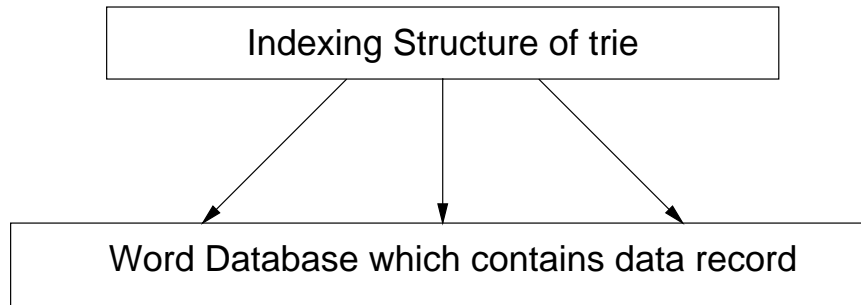 Indexing Structure of trie
Word Database which contains data record